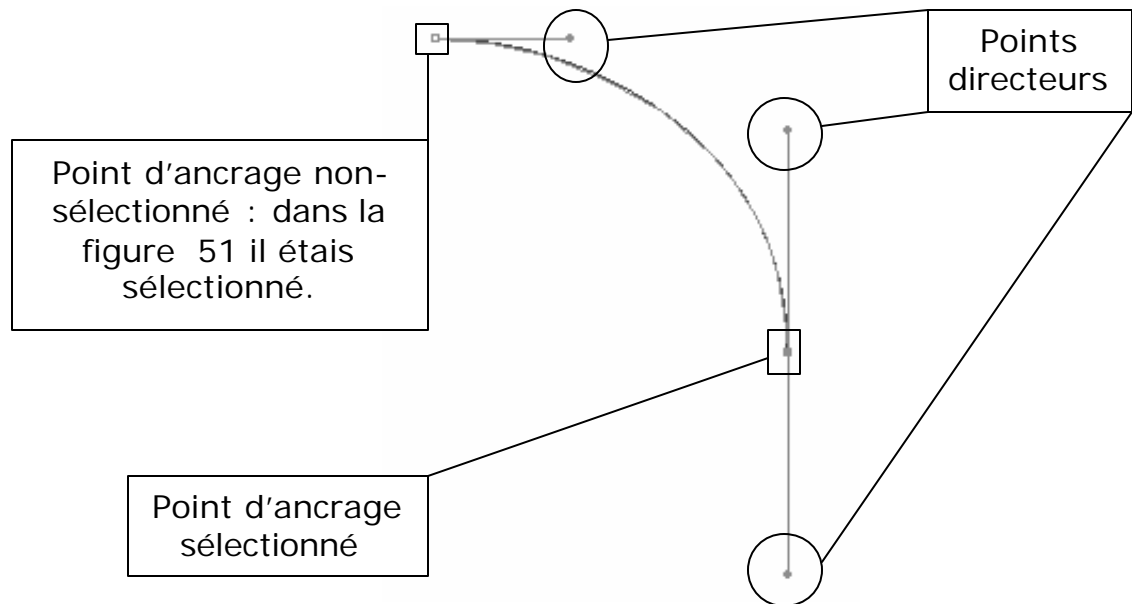 Points
directeurs
Point d'ancrage non-
sélectionné : dans la
figure 51 il étais
sélectionné.
Point d'ancrage
sélectionné